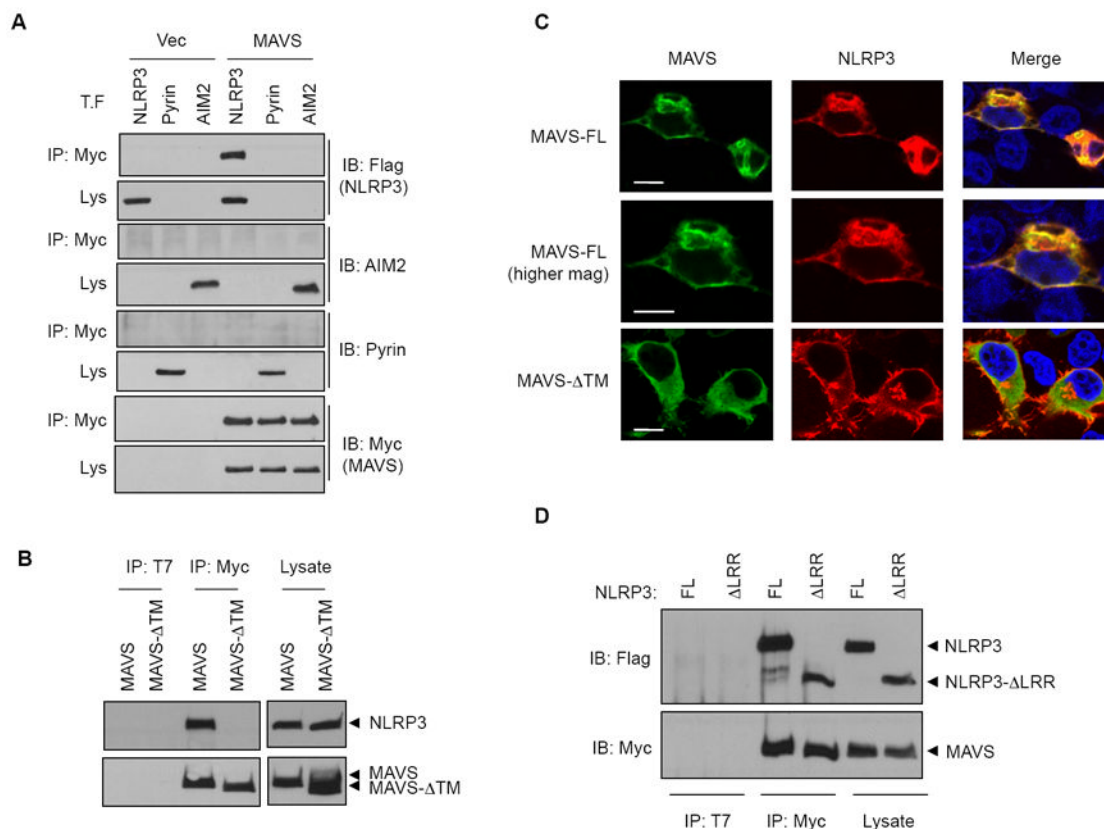 A
Vec MAVS
T.F NLRP3 Pyrin AIM2 NLRP3 Pyrin AIM2
IP: Myc
Lys
IB: Flag
(NLRP3)
IP: Myc
Lys
IB: AIM2
IP: Myc
Lys
IB: Pyrin
IP: Myc
Lys
IB: Myc
(MAVS)
B
IP: T7 IP: Myc Lysate
MAVS MAVS-ΔTM MAVS MAVS-ΔTM MAVS MAVS-ΔTM
NLRP3
MAVS
MAVS-ΔTM
C
MAVS NLRP3 Merge
MAVS-FL
MAVS-FL
(higher mag)
MAVS-ΔTM
D
NLRP3: FL ΔLRR FL ΔLRR FL ΔLRR
IB: Flag
NLRP3
NLRP3-ΔLRR
IB: Myc
MAVS
IP: T7 IP: Myc Lysate